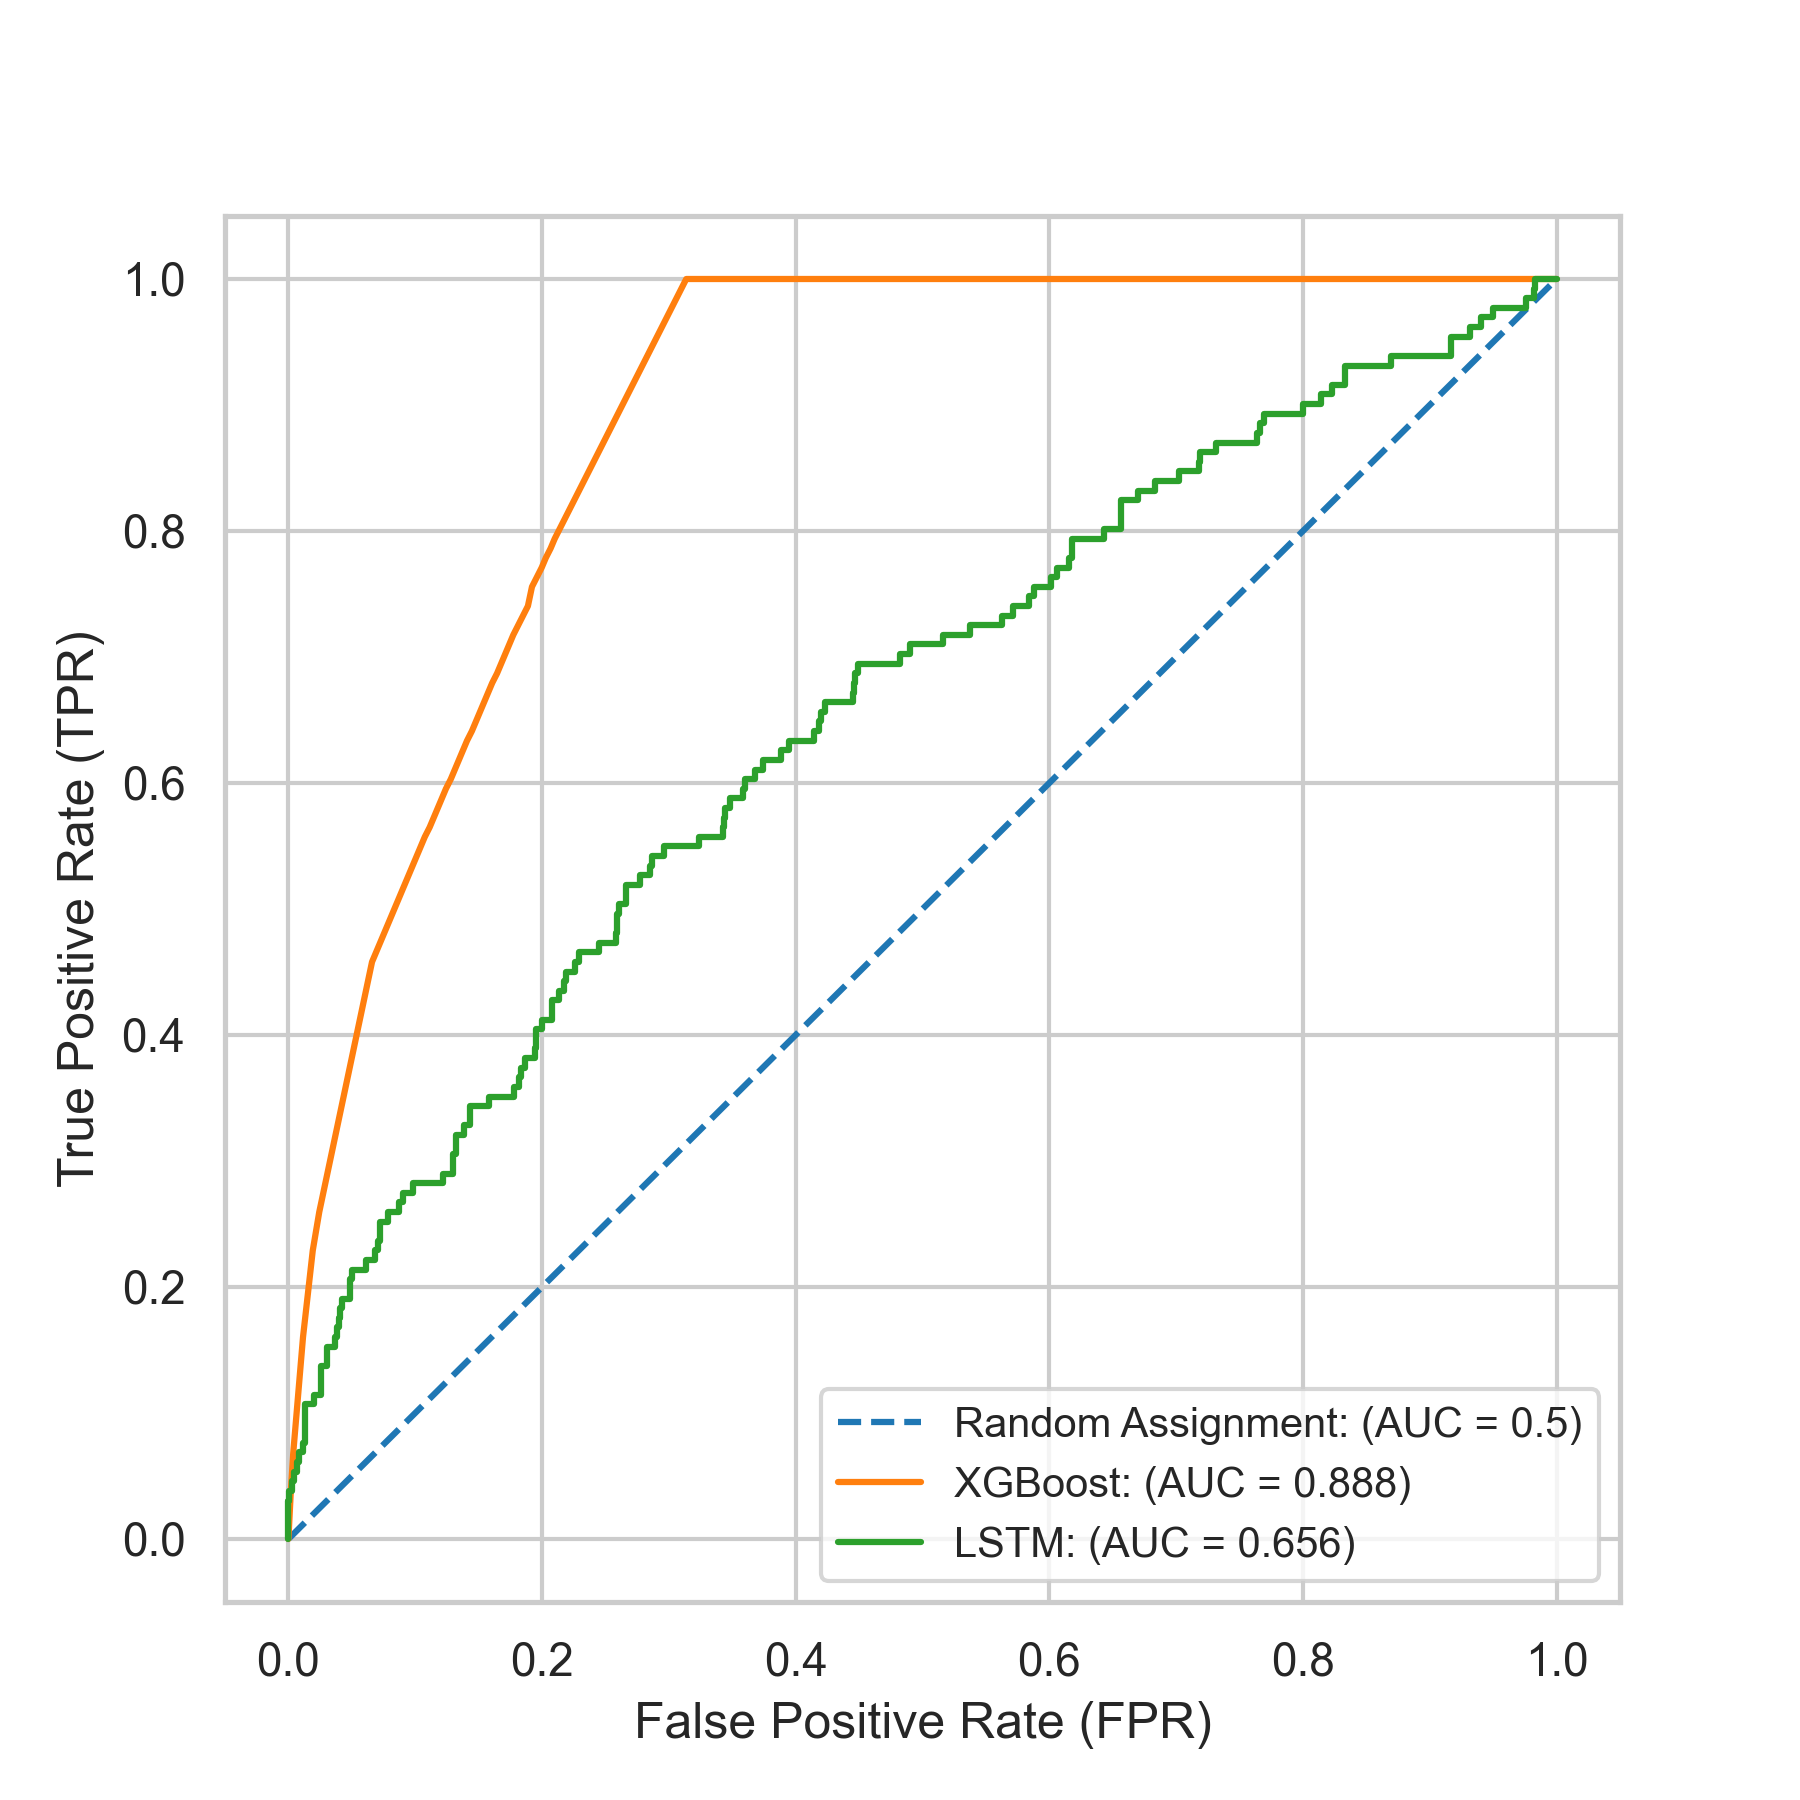 1.0
0.8
0.6
0.4
0.2
0.0
True Positive Rate (TPR)
Random Assignment: (AUC = 0.5)
XGBoost: (AUC = 0.888)
LSTM: (AUC = 0.656)
0.0 0.2 0.4 0.6 0.8 1.0
False Positive Rate (FPR)